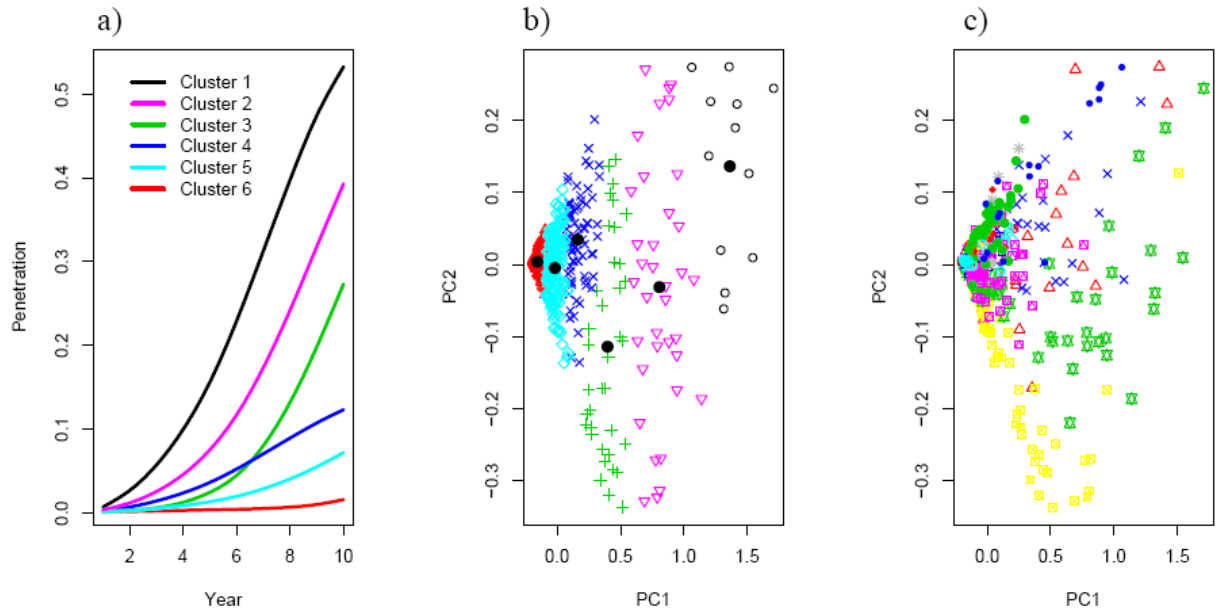 a)
Penetration
0.0
0.1
0.2
0.3
0.4
0.5
Cluster 1
Cluster 2
Cluster 3
Cluster 4
Cluster 5
Cluster 6
2
4
6
8
10
Year
b)
PC2
−0.3
−0.2
−0.1
0.0
0.1
0.2
0.0
0.5
1.0
1.5
PC1
c)
PC2
−0.3
−0.2
−0.1
0.0
0.1
0.2
0.0
0.5
1.0
1.5
PC1